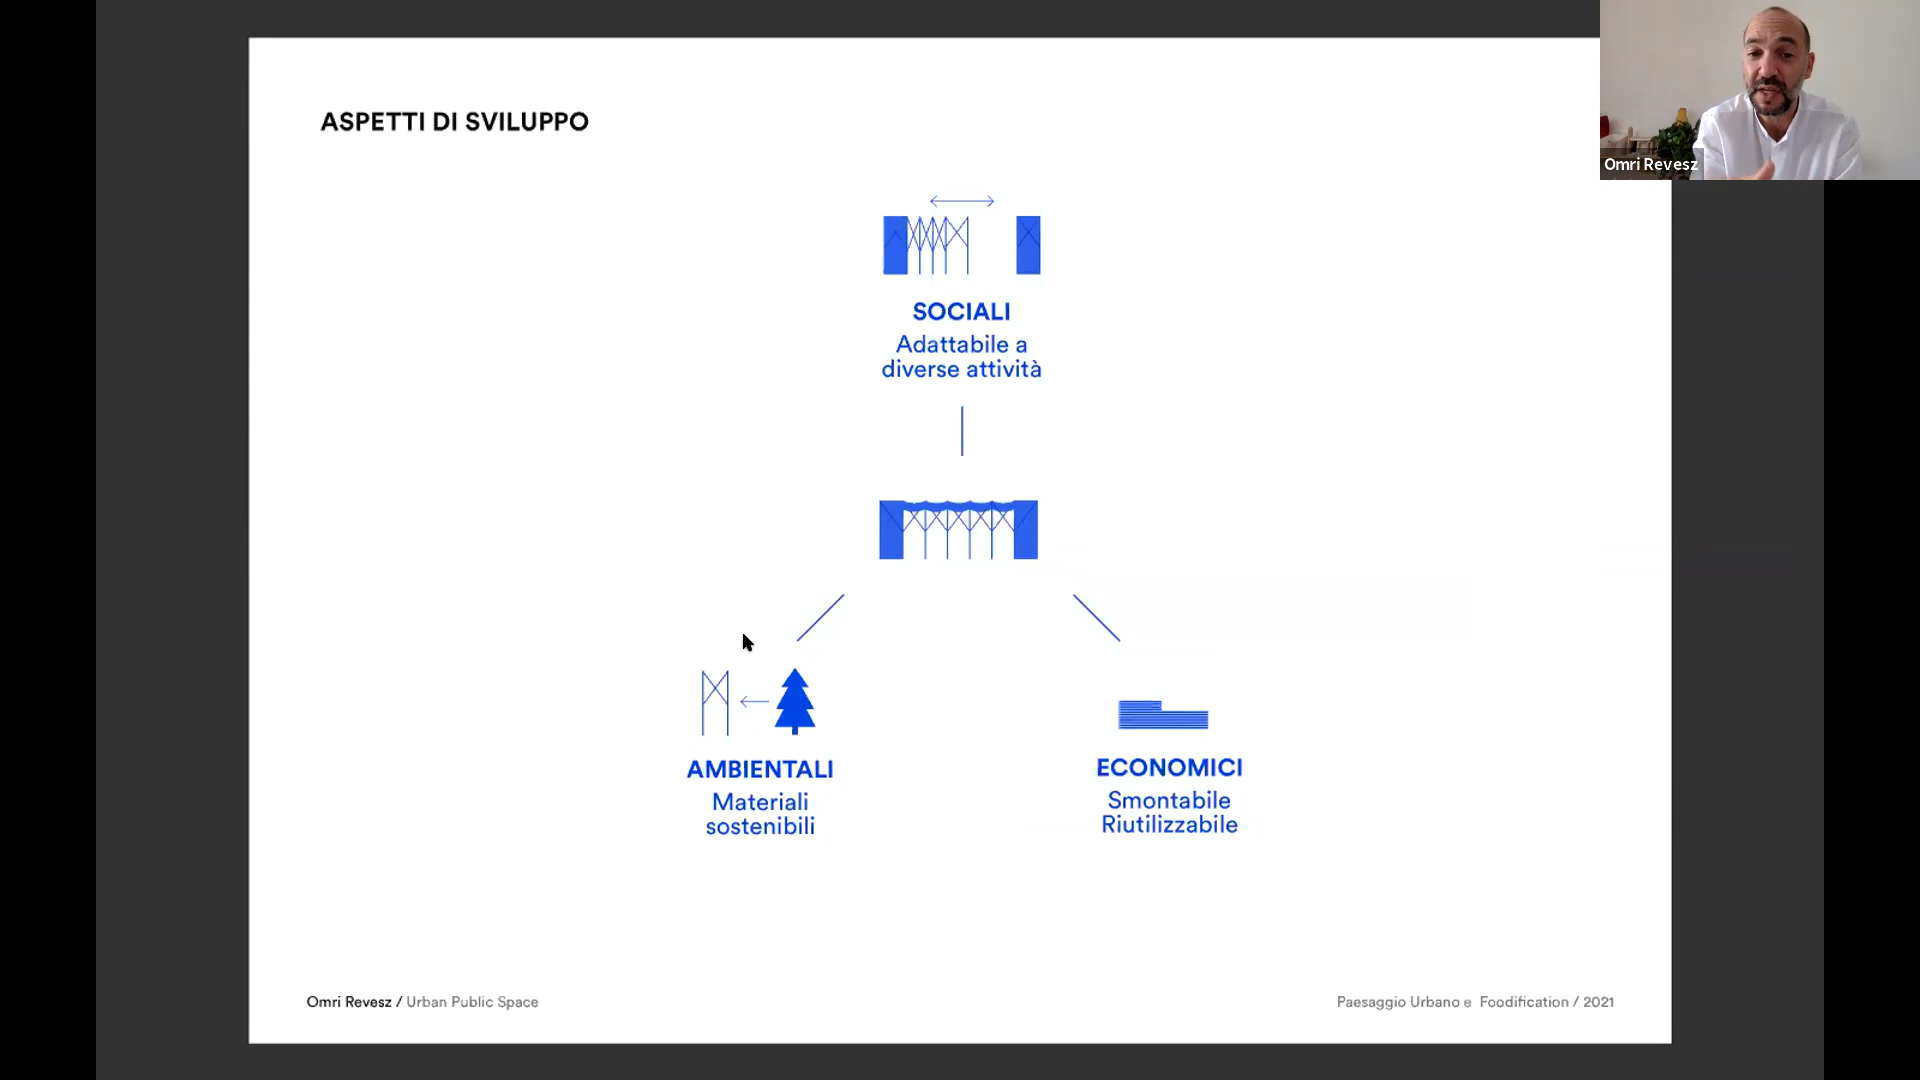 ASPETTI DI SVILUPPO
Omri Revesz
SOCIALI
Adattabile a
diverse attività
AMBIENTALI
Materiali
sostenibili
ECONOMICI
Smontabile
Riutilizzabile
Omri Revesz / Urban Public Space
Paesaggio Urbano e Foodification / 2021